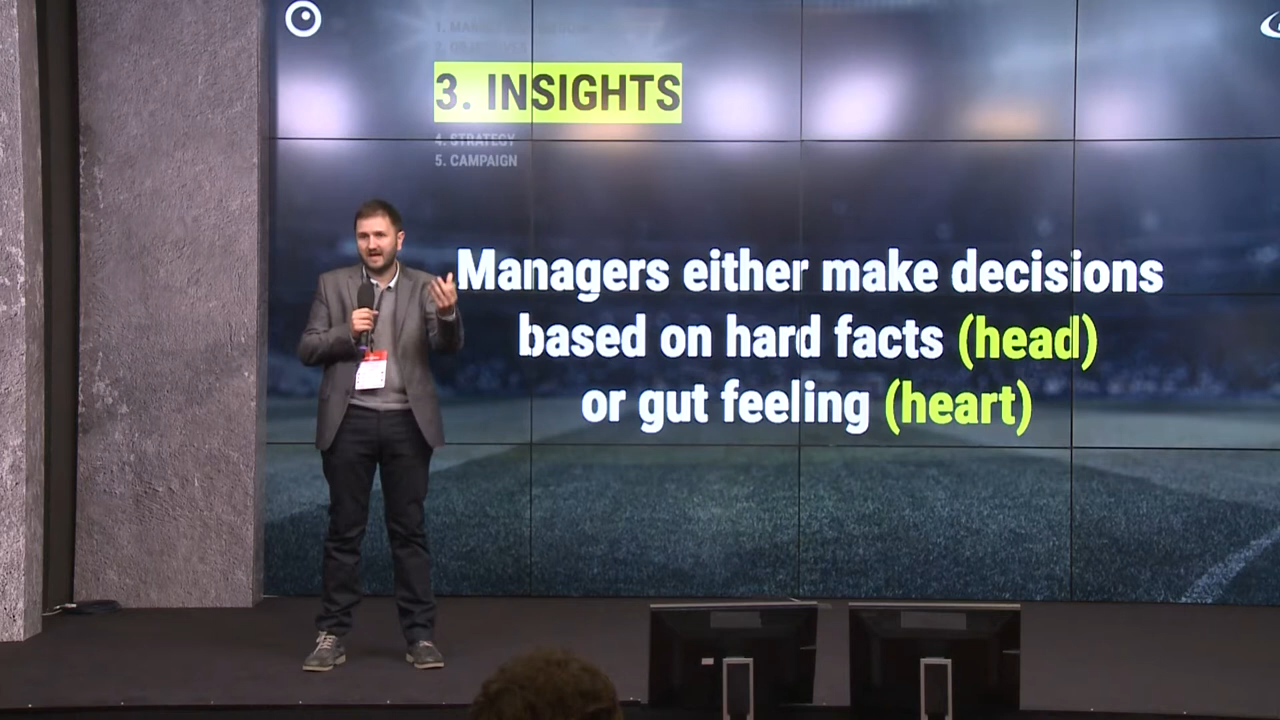 3. INSIGHTS
4. STRATEGY
5. CAMPAIGN
Managers either make decisions
based on hard facts (head)
or gut feeling (heart)